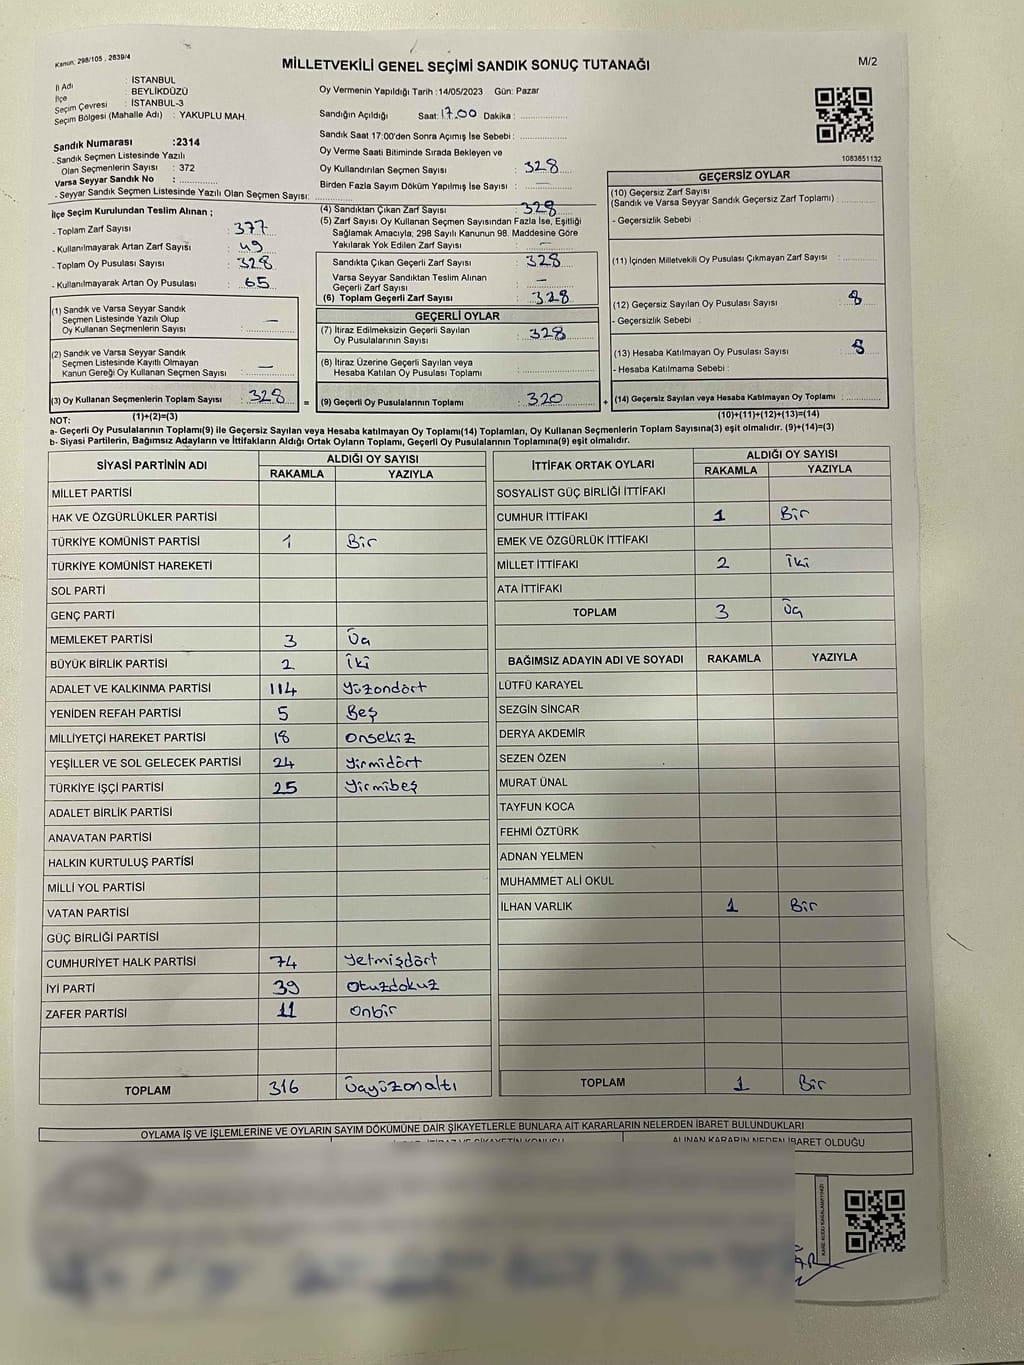 Kanun: 298/105 , 2839/4
MİLLETVEKİLİ GENEL SEÇİMİ SANDIK SONUÇ TUTANAĞI
M/2
İl Adı : İSTANBUL
İlçe : BEYLİKDÜZÜ
Seçim Çevresi : İSTANBUL-3
Seçim Bölgesi (Mahalle Adı) : YAKUPLU MAH.
Sandık Numarası :2314
- Sandık Seçmen Listesinde Yazılı
Olan Seçmenlerin Sayısı : 372
Varsa Seyyar Sandık No :
- Seyyar Sandık Seçmen Listesinde Yazılı Olan Seçmen Sayısı:
Oy Vermenin Yapıldığı Tarih :14/05/2023 Gün: Pazar
Sandığın Açıldığı Saat: 17.00 Dakika :
Sandık Saat 17:00'den Sonra Açımış İse Sebebi :
Oy Verme Saati Bitiminde Sırada Bekleyen ve
Oy Kullandırılan Seçmen Sayısı : 328
Birden Fazla Sayım Döküm Yapılmış İse Sayısı : —
1083851132
İlçe Seçim Kurulundan Teslim Alınan ;
- Toplam Zarf Sayısı : 377
- Kullanılmayarak Artan Zarf Sayısı : 49
- Toplam Oy Pusulası Sayısı : 328
- Kullanılmayarak Artan Oy Pusulası : 65
(1) Sandık ve Varsa Seyyar Sandık
Seçmen Listesinde Yazılı Olup
Oy Kullanan Seçmenlerin Sayısı : —
(2) Sandık ve Varsa Seyyar Sandık
Seçmen Listesinde Kayıtlı Olmayan
Kanun Gereği Oy Kullanan Seçmen Sayısı : —
(3) Oy Kullanan Seçmenlerin Toplam Sayısı : 328
(4) Sandıktan Çıkan Zarf Sayısı : 328
(5) Zarf Sayısı Oy Kullanan Seçmen Sayısından Fazla İse, Eşitliği
Sağlamak Amacıyla, 298 Sayılı Kanunun 98. Maddesine Göre
Yakılarak Yok Edilen Zarf Sayısı : —
Sandıkta Çıkan Geçerli Zarf Sayısı : 328
Varsa Seyyar Sandıktan Teslim Alınan
Geçerli Zarf Sayısı : —
(6) Toplam Geçerli Zarf Sayısı : 328
GEÇERLİ OYLAR
(7) İtiraz Edilmeksizin Geçerli Sayılan
Oy Pusulalarının Sayısı : 328
(8) İtiraz Üzerine Geçerli Sayılan veya
Hesaba Katılan Oy Pusulası Toplamı :
= (9) Geçerli Oy Pusulalarının Toplamı : 320
GEÇERSİZ OYLAR
(10) Geçersiz Zarf Sayısı
(Sandık ve Varsa Seyyar Sandık Geçersiz Zarf Toplamı) :
- Geçersizlik Sebebi :
(11) İçinden Milletvekili Oy Pusulası Çıkmayan Zarf Sayısı :
(12) Geçersiz Sayılan Oy Pusulası Sayısı : 8
- Geçersizlik Sebebi :
(13) Hesaba Katılmayan Oy Pusulası Sayısı : 8
- Hesaba Katılmama Sebebi :
+ (14) Geçersiz Sayılan veya Hesaba Katılmayan Oy Toplamı :
NOT: (1)+(2)=(3) (10)+(11)+(12)+(13)=(14)
a- Geçerli Oy Pusulalarının Toplamı(9) ile Geçersiz Sayılan veya Hesaba Katılmayan Oy Toplamı(14) Toplamları, Oy Kullanan Seçmenlerin Toplam Sayısına(3) eşit olmalıdır. (9)+(14)=(3)
b- Siyasi Partilerin, Bağımsız Adayların ve İttifakların Aldığı Ortak Oyların Toplamı, Geçerli Oy Pusulalarının Toplamına(9) eşit olmalıdır.
SİYASİ PARTİNİN ADI ALDIĞI OY SAYISI
RAKAMLA YAZIYLA
MİLLET PARTİSİ
HAK VE ÖZGÜRLÜKLER PARTİSİ
TÜRKİYE KOMÜNİST PARTİSİ 1 Bir
TÜRKİYE KOMÜNİST HAREKETİ
SOL PARTİ
GENÇ PARTİ
MEMLEKET PARTİSİ 3 Üç
BÜYÜK BİRLİK PARTİSİ 2 İki
ADALET VE KALKINMA PARTİSİ 114 Yüzondört
YENİDEN REFAH PARTİSİ 5 Beş
MİLLİYETÇİ HAREKET PARTİSİ 18 Onsekiz
YEŞİLLER VE SOL GELECEK PARTİSİ 24 Yirmidört
TÜRKİYE İŞÇİ PARTİSİ 25 Yirmibeş
ADALET BİRLİK PARTİSİ
ANAVATAN PARTİSİ
HALKIN KURTULUŞ PARTİSİ
MİLLİ YOL PARTİSİ
VATAN PARTİSİ
GÜÇ BİRLİĞİ PARTİSİ
CUMHURİYET HALK PARTİSİ 74 Yetmişdört
İYİ PARTİ 39 Otuzdokuz
ZAFER PARTİSİ 11 Onbir
TOPLAM 316 Üçyüzonaltı
İTTİFAK ORTAK OYLARI ALDIĞI OY SAYISI
RAKAMLA YAZIYLA
SOSYALİST GÜÇ BİRLİĞİ İTTİFAKI
CUMHUR İTTİFAKI 1 Bir
EMEK VE ÖZGÜRLÜK İTTİFAKI
MİLLET İTTİFAKI 2 İki
ATA İTTİFAKI
TOPLAM 3 Üç
BAĞIMSIZ ADAYIN ADI VE SOYADI RAKAMLA YAZIYLA
LÜTFÜ KARAYEL
SEZGİN SİNCAR
DERYA AKDEMİR
SEZEN ÖZEN
MURAT ÜNAL
TAYFUN KOCA
FEHMİ ÖZTÜRK
ADNAN YELMEN
MUHAMMET ALİ OKUL
İLHAN VARLIK 1 Bir
TOPLAM 1 Bir
OYLAMA İŞ VE İŞLEMLERİNE VE OYLARIN SAYIM DÖKÜMÜNE DAİR ŞİKAYETLERLE BUNLARA AİT KARARLARIN NELERDEN İBARET BULUNDUKLARI
ALINAN KARARIN NEDEN İBARET OLDUĞU